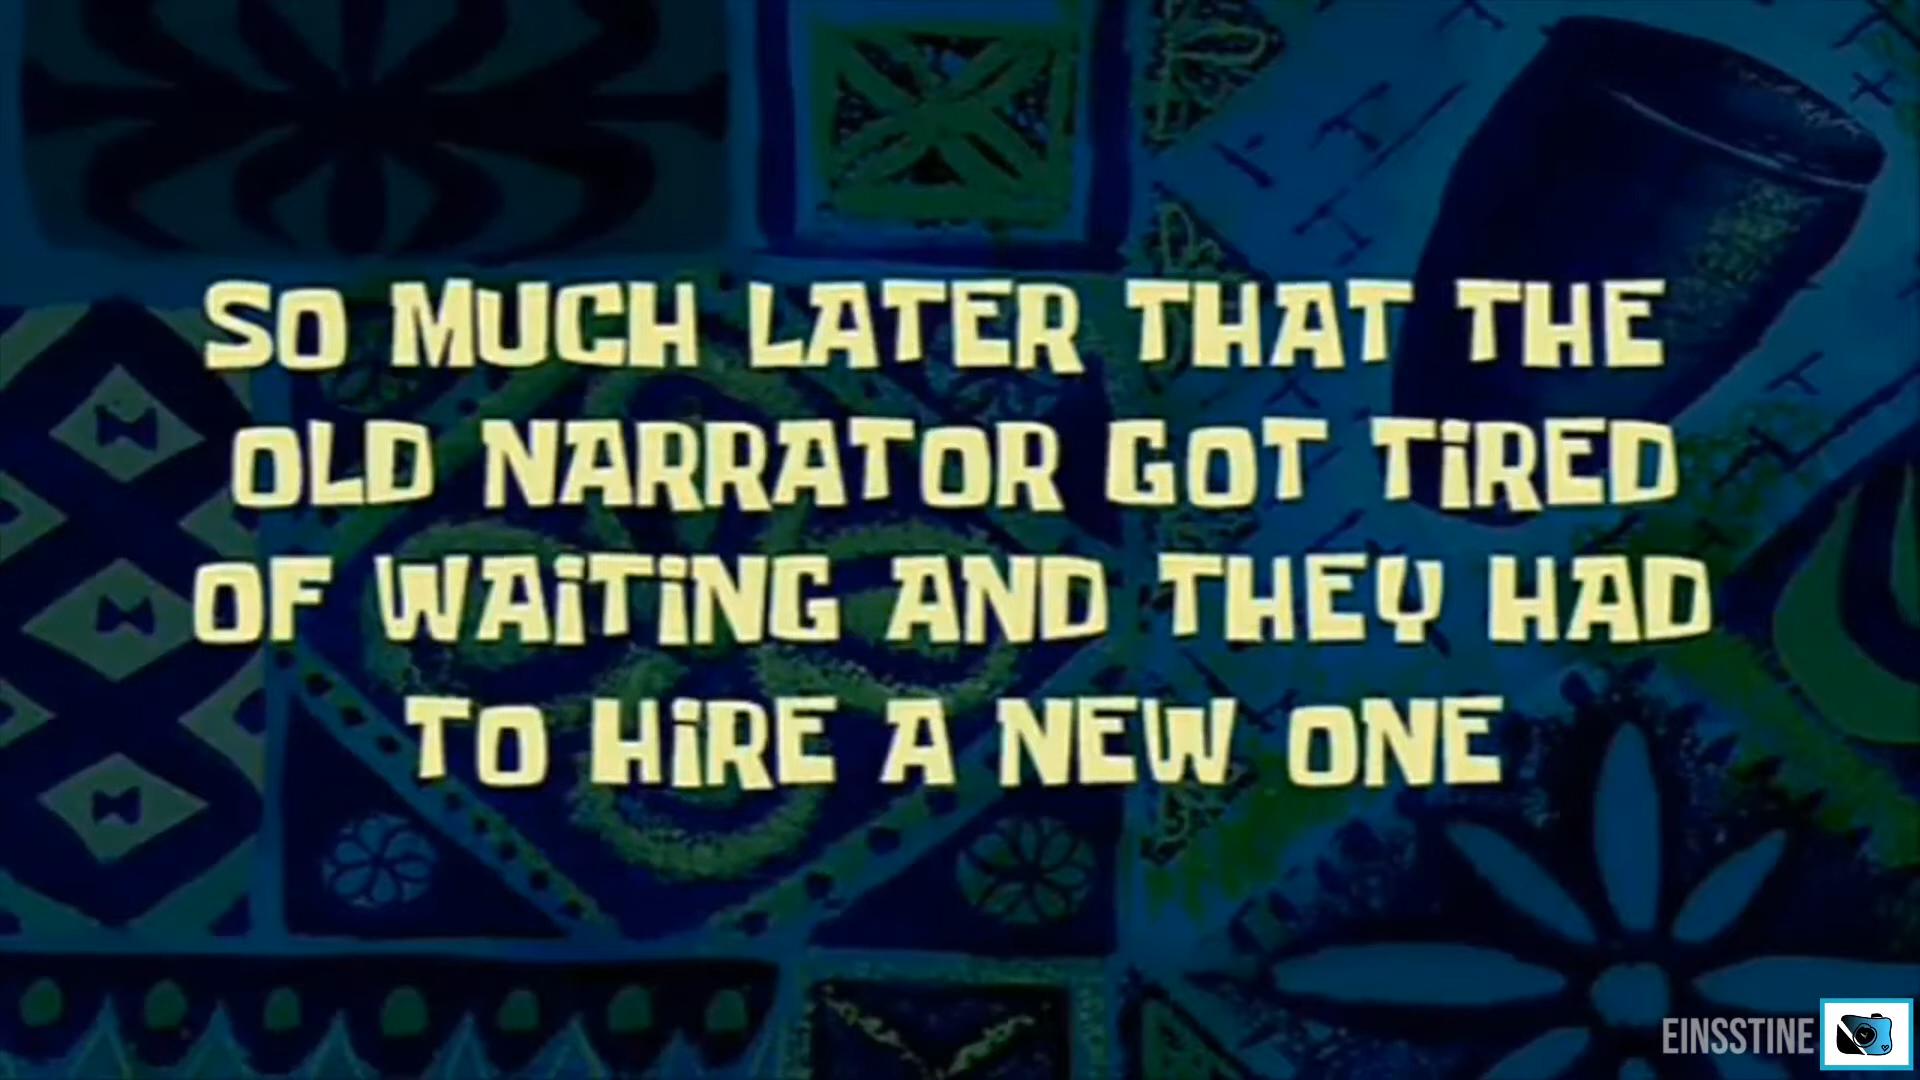 SO MUCH LATER THAT THE
OLD NARRATOR GOT TiRED
OF WAiTiNG AND THEY HAD
TO HiRE A NEW ONE
EINSSTINE